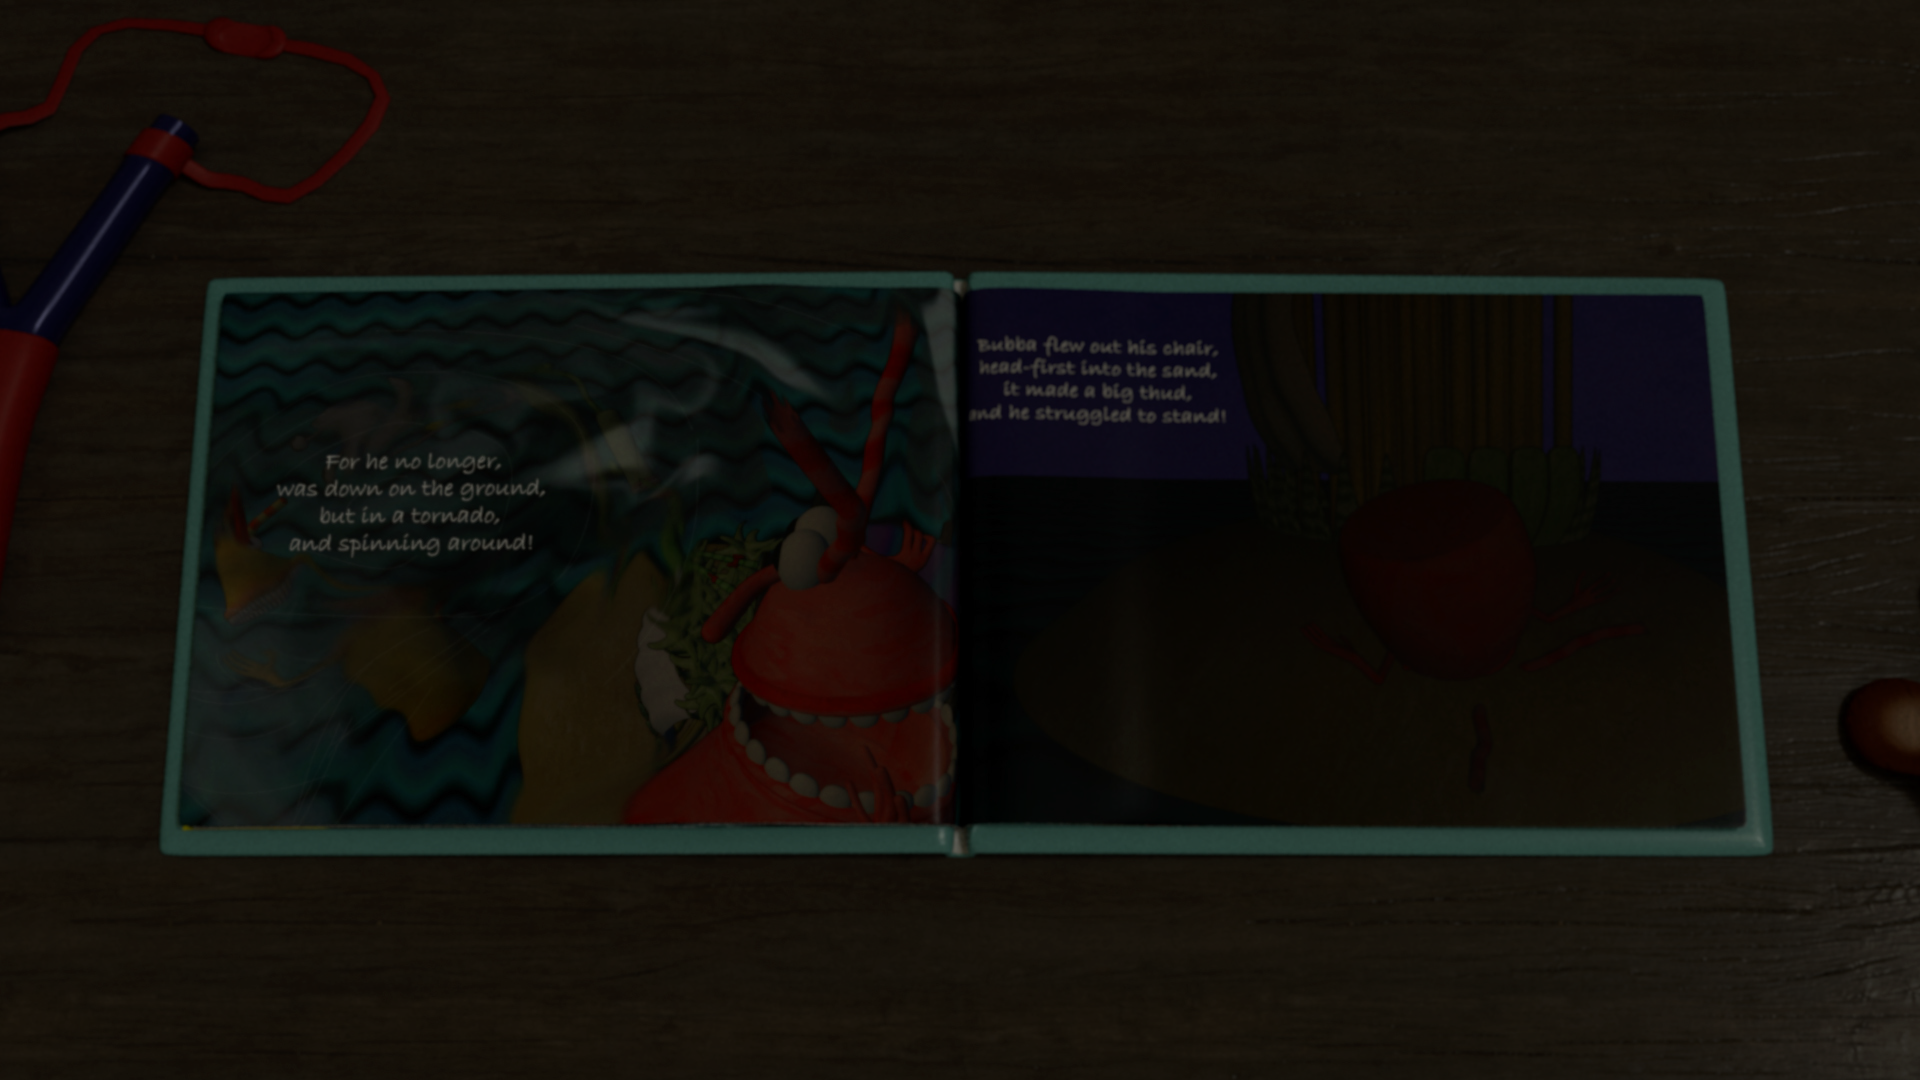 For he no longer,
was down on the ground,
but in a tornado,
and spinning around!
Bubba flew out his chair,
head-first into the sand,
it made a big thud,
and he struggled to stand!